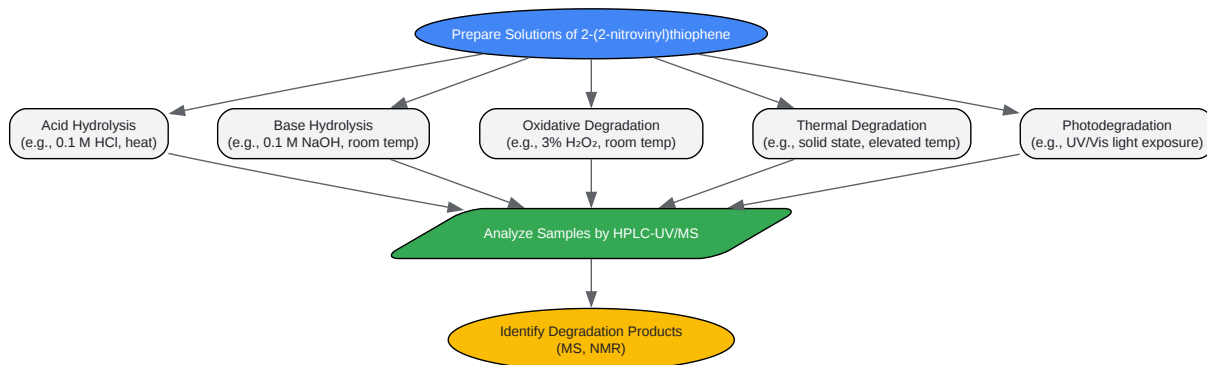 Prepare Solutions of 2-(2-nitrovinyl)thiophene
Acid Hydrolysis
(e.g., 0.1 M HCl, heat)
Base Hydrolysis
(e.g., 0.1 M NaOH, room temp)
Oxidative Degradation
(e.g., 3% H₂O₂, room temp)
Thermal Degradation
(e.g., solid state, elevated temp)
Photodegradation
(e.g., UV/Vis light exposure)
Analyze Samples by HPLC-UV/MS
Identify Degradation Products
(MS, NMR)